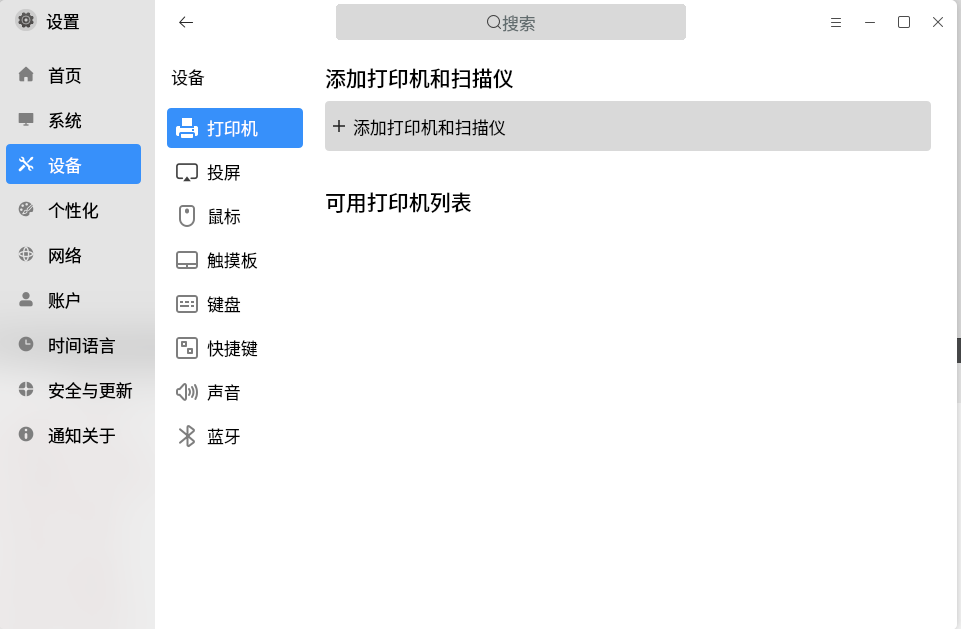 设置
搜索
首页
系统
设备
个性化
网络
账户
时间语言
安全与更新
通知关于
设备
打印机
投屏
鼠标
触摸板
键盘
快捷键
声音
蓝牙
添加打印机和扫描仪
添加打印机和扫描仪
可用打印机列表